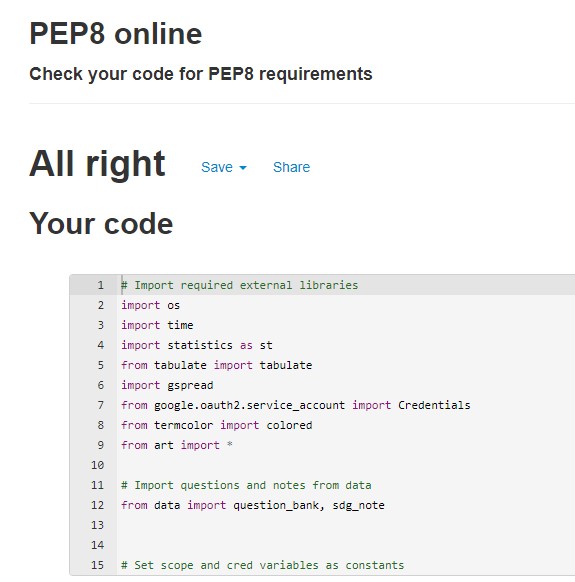 PEP8 online
Check your code for PEP8 requirements
All right Save Share
Your code
1 # Import required external libraries
2 import os
3 import time
4 import statistics as st
5 from tabulate import tabulate
6 import gspread
7 from google.oauth2.service_account import Credentials
8 from termcolor import colored
9 from art import *
10
11 # Import questions and notes from data
12 from data import question_bank, sdg_note
13
14
15 # Set scope and cred variables as constants